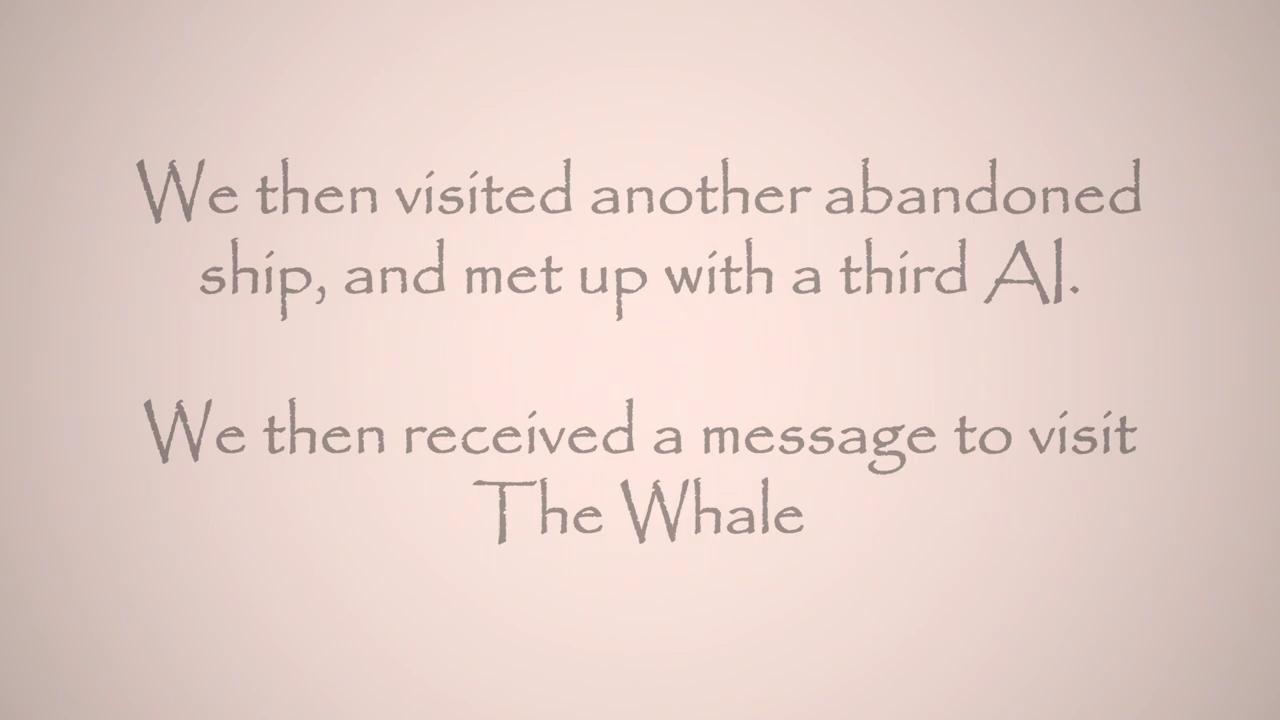 We then visited another abandoned
ship, and met up with a third AI.
We then received a message to visit
The Whale